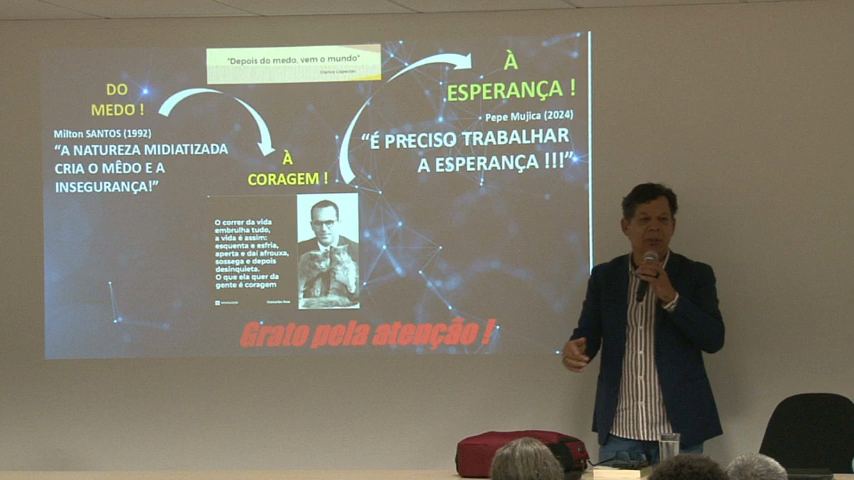 "Depois do medo, vem o mundo"
Clarice Lispector
DO
MEDO !
À
ESPERANÇA !
Milton SANTOS (1992)
"A NATUREZA MIDIATIZADA
CRIA O MÊDO E A
INSEGURANÇA!"
Pepe Mujica (2024)
"É PRECISO TRABALHAR
A ESPERANÇA !!!"
À
CORAGEM !
O correr da vida
embrulha tudo,
a vida é assim:
esquenta e esfria,
aperta e daí afrouxa,
sossega e depois
desinquieta.
O que ela quer da
gente é coragem
Guimarães Rosa
Grato pela atenção !